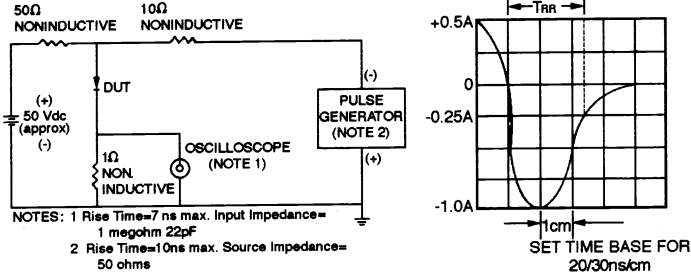 50Ω
NONINDUCTIVE
10Ω
NONINDUCTIVE
DUT
(+)
50 Vdc
(approx)
(-)
1Ω
NON.
INDUCTIVE
OSCILLOSCOPE
(NOTE 1)
(-)
PULSE
GENERATOR
(NOTE 2)
(+)
NOTES: 1 Rise Time=7 ns max. Input Impedance=
1 megohm 22pF
2 Rise Time=10ns max. Source Impedance=
50 ohms
TRR
+0.5A
0
-0.25A
-1.0A
1cm
SET TIME BASE FOR
20/30ns/cm